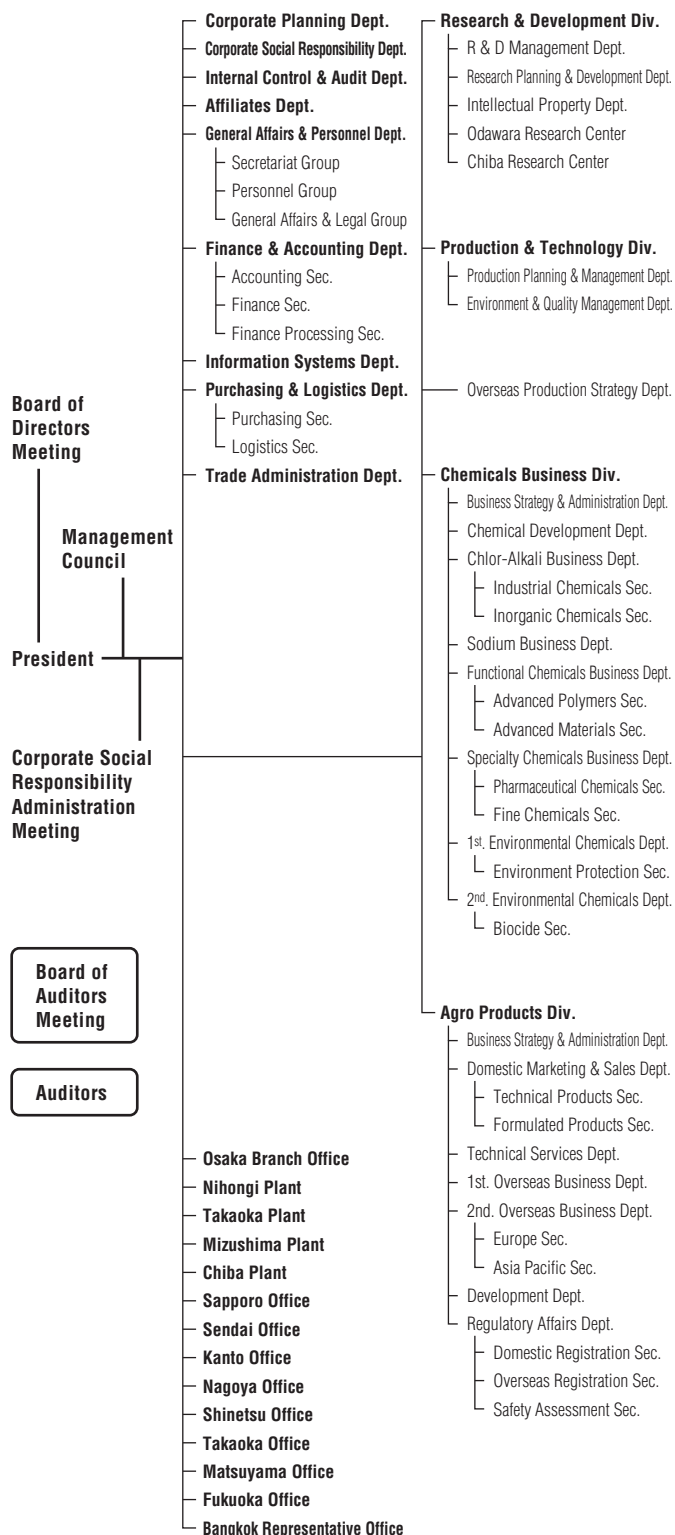 Board of
Directors
Meeting
Management
Council
President
Corporate Social
Responsibility
Administration
Meeting
Board of
Auditors
Meeting
Auditors
Corporate Planning Dept.
Corporate Social Responsibility Dept.
Internal Control & Audit Dept.
Affiliates Dept.
General Affairs & Personnel Dept.
Secretariat Group
Personnel Group
General Affairs & Legal Group
Finance & Accounting Dept.
Accounting Sec.
Finance Sec.
Finance Processing Sec.
Information Systems Dept.
Purchasing & Logistics Dept.
Purchasing Sec.
Logistics Sec.
Trade Administration Dept.
Osaka Branch Office
Nihongi Plant
Takaoka Plant
Mizushima Plant
Chiba Plant
Sapporo Office
Sendai Office
Kanto Office
Nagoya Office
Shinetsu Office
Takaoka Office
Matsuyama Office
Fukuoka Office
Bangkok Representative Office
Research & Development Div.
R & D Management Dept.
Research Planning & Development Dept.
Intellectual Property Dept.
Odawara Research Center
Chiba Research Center
Production & Technology Div.
Production Planning & Management Dept.
Environment & Quality Management Dept.
Overseas Production Strategy Dept.
Chemicals Business Div.
Business Strategy & Administration Dept.
Chemical Development Dept.
Chlor-Alkali Business Dept.
Industrial Chemicals Sec.
Inorganic Chemicals Sec.
Sodium Business Dept.
Functional Chemicals Business Dept.
Advanced Polymers Sec.
Advanced Materials Sec.
Specialty Chemicals Business Dept.
Pharmaceutical Chemicals Sec.
Fine Chemicals Sec.
1st. Environmental Chemicals Dept.
Environment Protection Sec.
2nd. Environmental Chemicals Dept.
Biocide Sec.
Agro Products Div.
Business Strategy & Administration Dept.
Domestic Marketing & Sales Dept.
Technical Products Sec.
Formulated Products Sec.
Technical Services Dept.
1st. Overseas Business Dept.
2nd. Overseas Business Dept.
Europe Sec.
Asia Pacific Sec.
Development Dept.
Regulatory Affairs Dept.
Domestic Registration Sec.
Overseas Registration Sec.
Safety Assessment Sec.